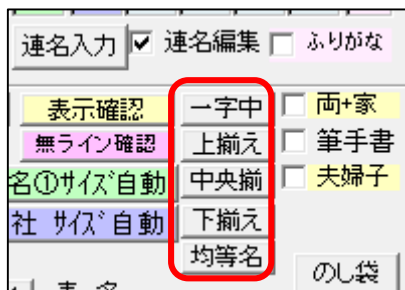 連名入力 連名編集 ふりがな
表示確認 一字中 両+家
無ライン確認 上揃え 筆手書
名①サイズ自動 中央揃 夫婦子
社 サイズ自動 下揃え
均等名
のし袋